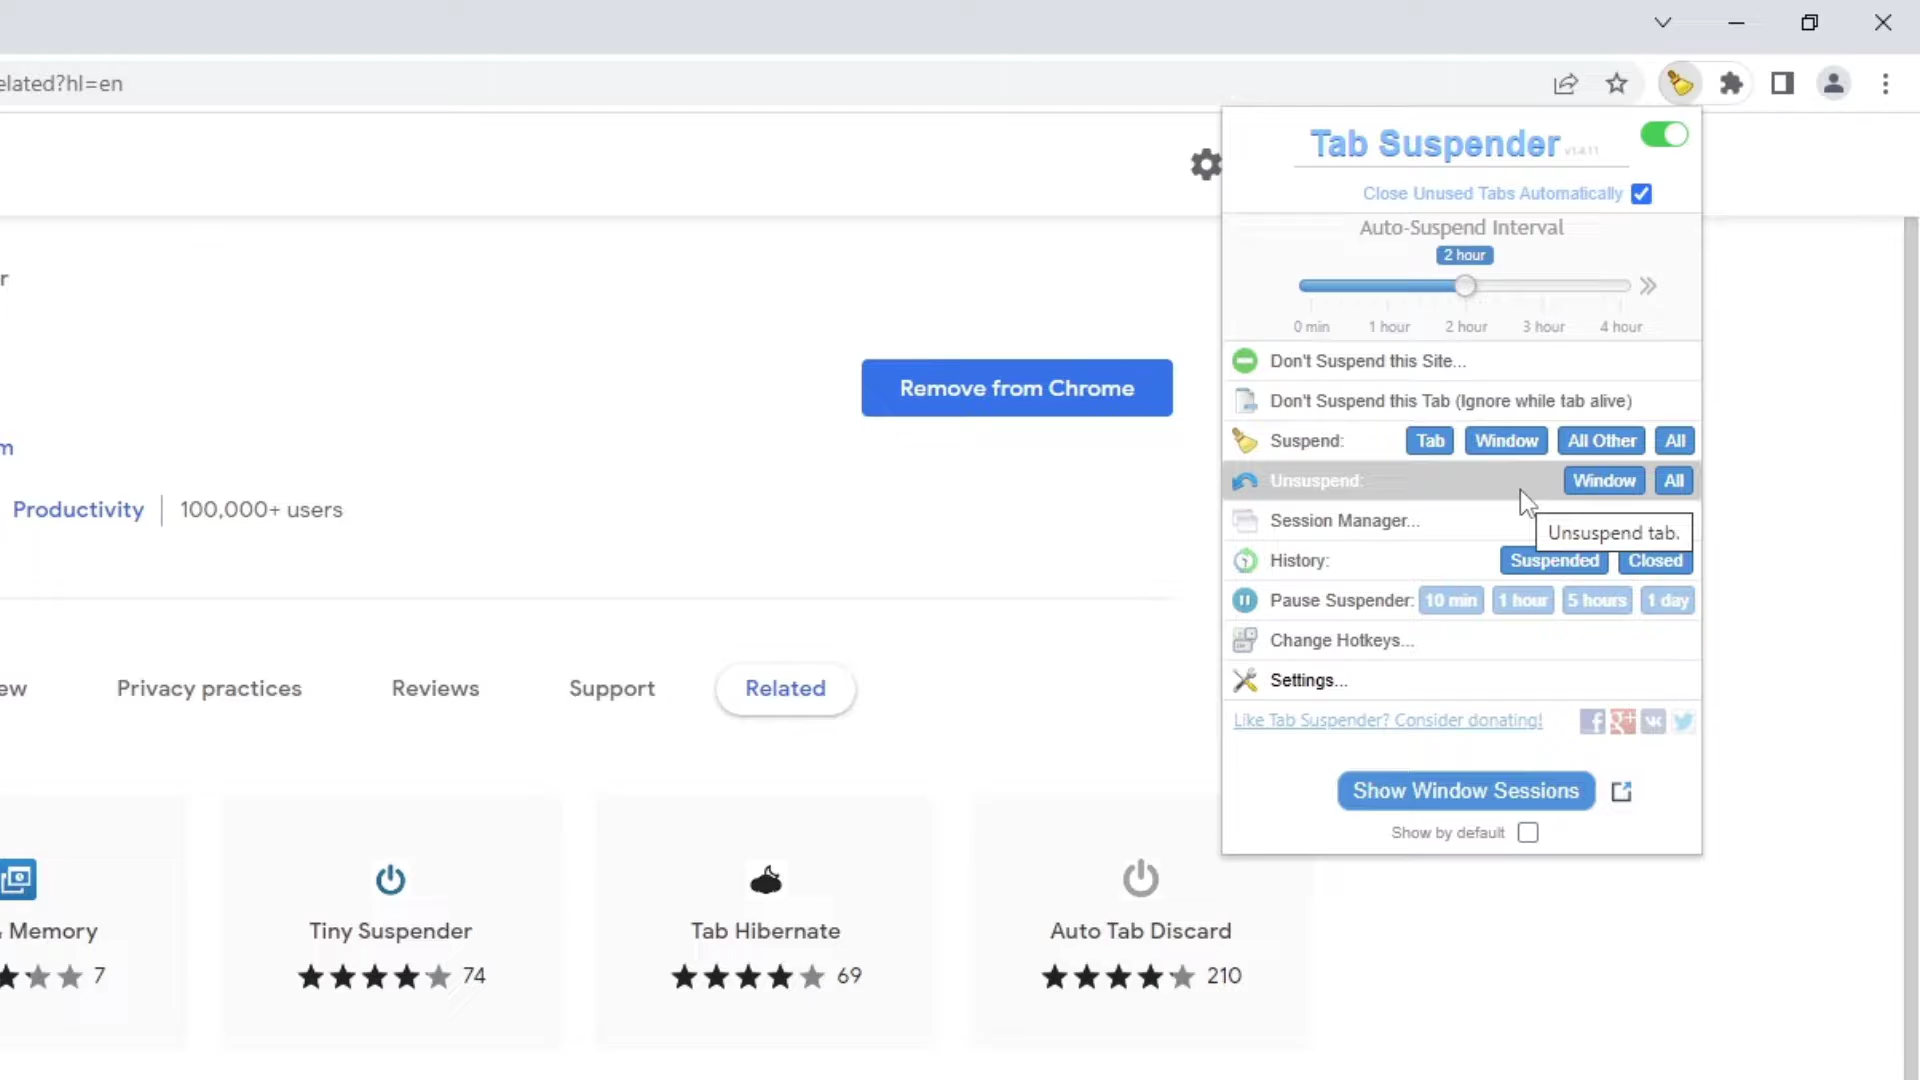 elated?hl=en
Tab Suspender v1.4.11
Close Unused Tabs Automatically
Auto-Suspend Interval
2 hour
0 min 1 hour 2 hour 3 hour 4 hour
r
Don't Suspend this Site...
Remove from Chrome
Don't Suspend this Tab (Ignore while tab alive)
m
Suspend: Tab Window All Other All
Unsuspend: Window All
Productivity 100,000+ users
Session Manager...
Unsuspend tab.
History: Suspended Closed
Pause Suspender: 10 min 1 hour 5 hours 1 day
Change Hotkeys...
Settings...
ew Privacy practices Reviews Support Related
Like Tab Suspender? Consider donating!
f g+ vк
Show Window Sessions
Show by default
Memory Tiny Suspender Tab Hibernate Auto Tab Discard
7 74 69 210